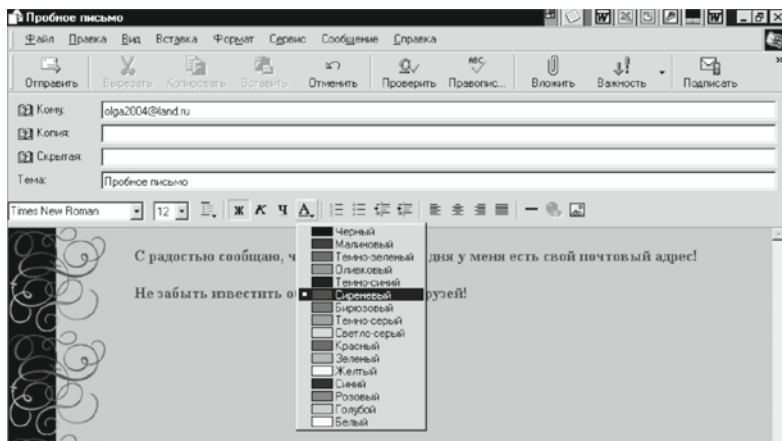 Пробное письмо
Файл Правка Вид Вставка Формат Сервис Сообщение Справка
Отправить Вырезать Копировать Вставить Отменить Проверить Правопис... Вложить Важность Подписать
Кому: olga2004@land.ru
Копия:
Скрытая:
Тема: Пробное письмо
Times New Roman 12 Ж К Ч А
С радостью сообщаю, ч дня у меня есть свой почтовый адрес!
Не забыть известить о рузей!
Черный
Малиновый
Темно-зеленый
Оливковый
Темно-синий
Сиреневый
Бирюзовый
Темно-серый
Светло-серый
Красный
Зеленый
Желтый
Синий
Розовый
Голубой
Белый